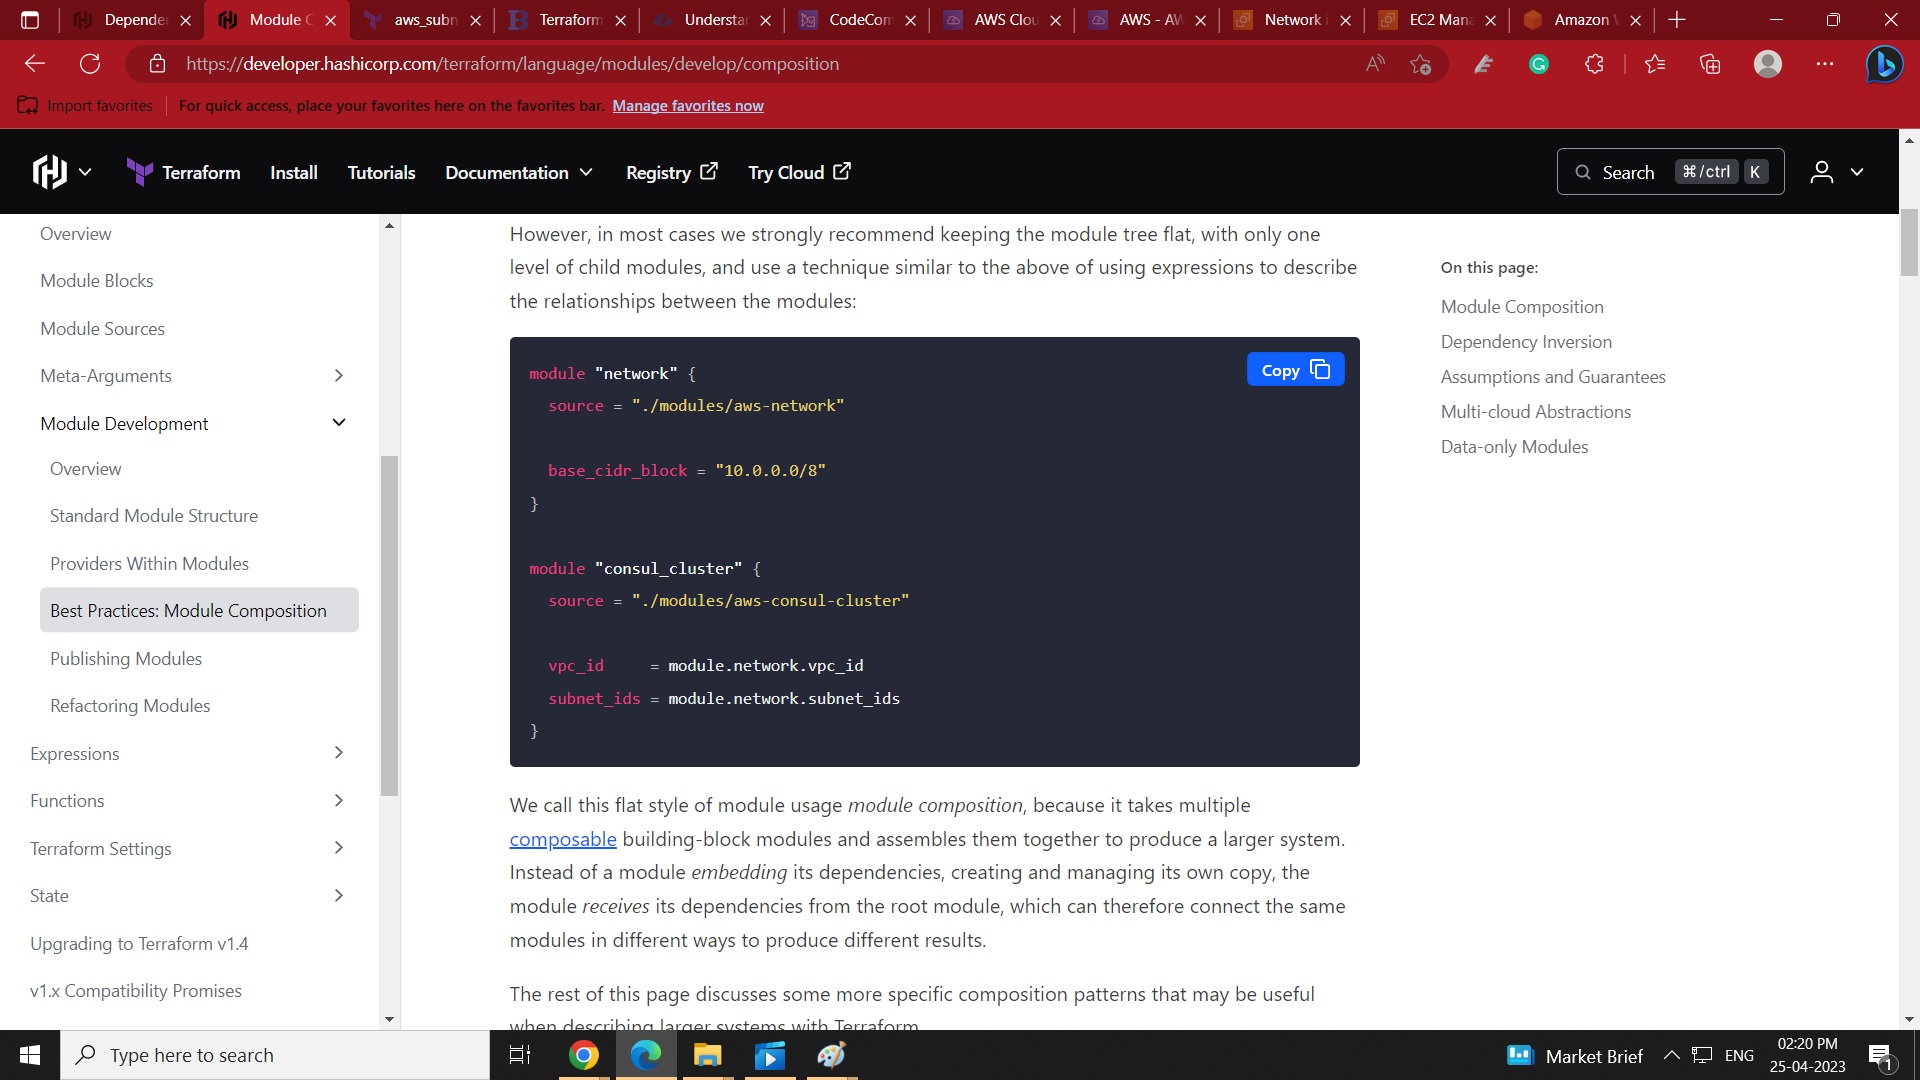 Depende
Module C
aws_subn
Terraform
Understa
CodeCom
AWS Clou
AWS - AW
Network i
EC2 Mana
Amazon
https://developer.hashicorp.com/terraform/language/modules/develop/composition
Import favorites
For quick access, place your favorites here on the favorites bar. Manage favorites now
Terraform
Install
Tutorials
Documentation
Registry
Try Cloud
Search ⌘/ctrl K
Overview
Module Blocks
Module Sources
Meta-Arguments
Module Development
Overview
Standard Module Structure
Providers Within Modules
Best Practices: Module Composition
Publishing Modules
Refactoring Modules
Expressions
Functions
Terraform Settings
State
Upgrading to Terraform v1.4
v1.x Compatibility Promises
However, in most cases we strongly recommend keeping the module tree flat, with only one
level of child modules, and use a technique similar to the above of using expressions to describe
the relationships between the modules:
Copy
module "network" {
source = "./modules/aws-network"
base_cidr_block = "10.0.0.0/8"
}
module "consul_cluster" {
source = "./modules/aws-consul-cluster"
vpc_id     = module.network.vpc_id
subnet_ids = module.network.subnet_ids
}
We call this flat style of module usage module composition, because it takes multiple
composable building-block modules and assembles them together to produce a larger system.
Instead of a module embedding its dependencies, creating and managing its own copy, the
module receives its dependencies from the root module, which can therefore connect the same
modules in different ways to produce different results.
The rest of this page discusses some more specific composition patterns that may be useful
when describing larger systems with Terraform.
On this page:
Module Composition
Dependency Inversion
Assumptions and Guarantees
Multi-cloud Abstractions
Data-only Modules
Type here to search
Market Brief
ENG
02:20 PM
25-04-2023
1